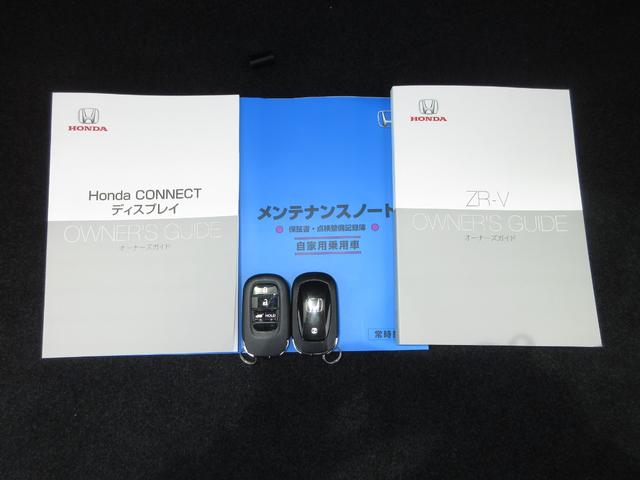 HONDA
Honda CONNECT
ディスプレイ
OWNER'S GUIDE
オーナーズガイド
メンテナンスノート
保証書・点検整備記録簿
自家用乗用車
常時
HONDA
ZR-V
OWNER'S GUIDE
オーナーズガイド
HOLD